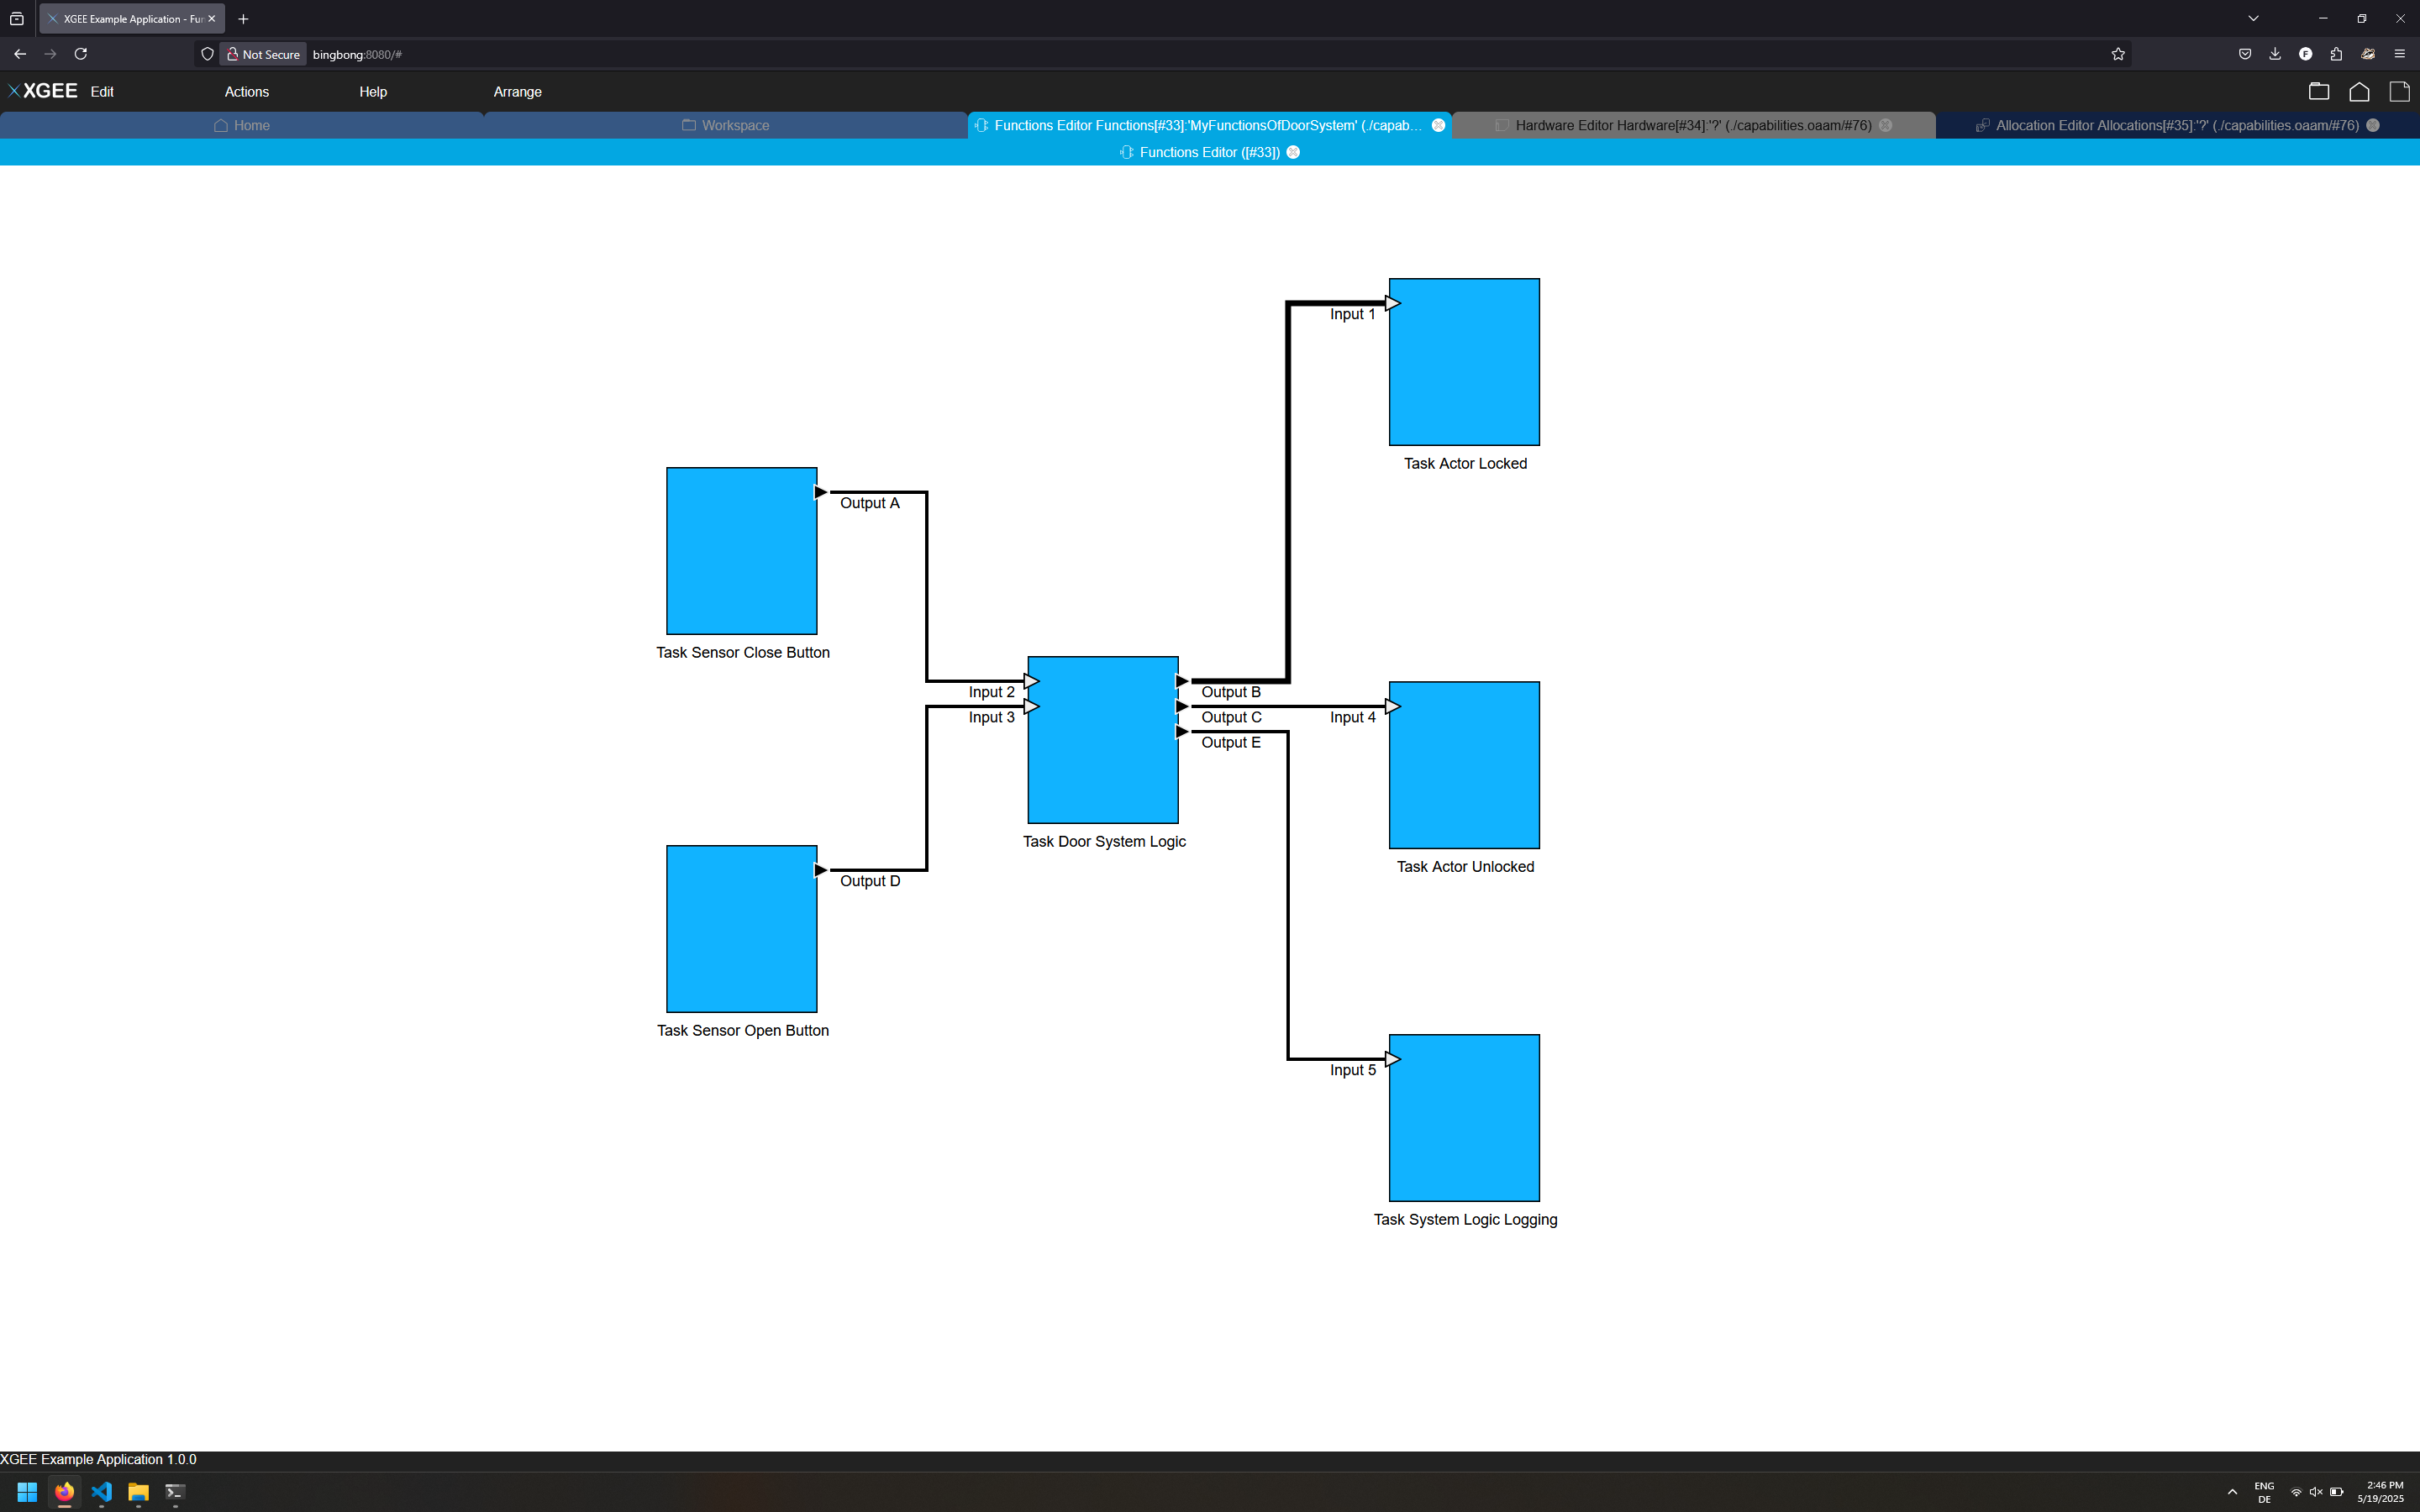 XGEE Example Application - Fun
Not Secure
bingbong:8080/#
XGEE
Edit
Actions
Help
Arrange
Home
Workspace
Functions Editor Functions[#33]:'MyFunctionsOfDoorSystem' (./capab...
Hardware Editor Hardware[#34]:'?' (./capabilities.oaam/#76)
Allocation Editor Allocations[#35]:'?' (./capabilities.oaam/#76)
Functions Editor ([#33])
Input 1
Task Actor Locked
Output A
Task Sensor Close Button
Input 2
Input 3
Output B
Output C
Output E
Input 4
Task Door System Logic
Task Actor Unlocked
Output D
Task Sensor Open Button
Input 5
Task System Logic Logging
XGEE Example Application 1.0.0
ENG
DE
2:46 PM
5/19/2025